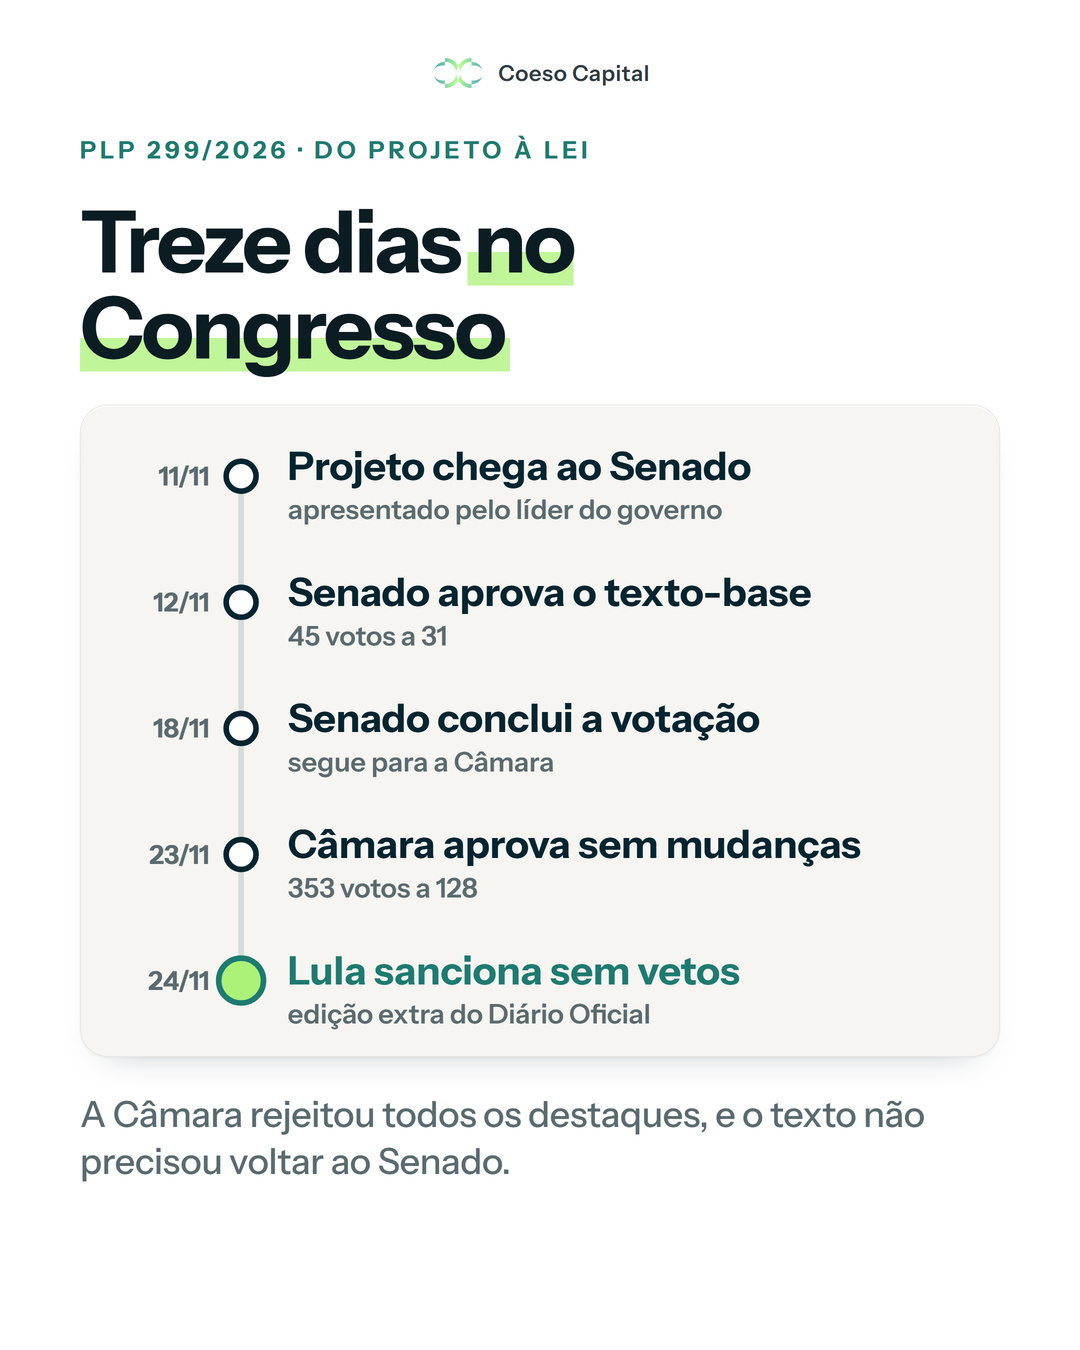 Coeso Capital
PLP 299/2026 · DO PROJETO À LEI
Treze dias no
Congresso
11/11
Projeto chega ao Senado
apresentado pelo líder do governo
12/11
Senado aprova o texto-base
45 votos a 31
18/11
Senado conclui a votação
segue para a Câmara
23/11
Câmara aprova sem mudanças
353 votos a 128
24/11
Lula sanciona sem vetos
edição extra do Diário Oficial
A Câmara rejeitou todos os destaques, e o texto não
precisou voltar ao Senado.